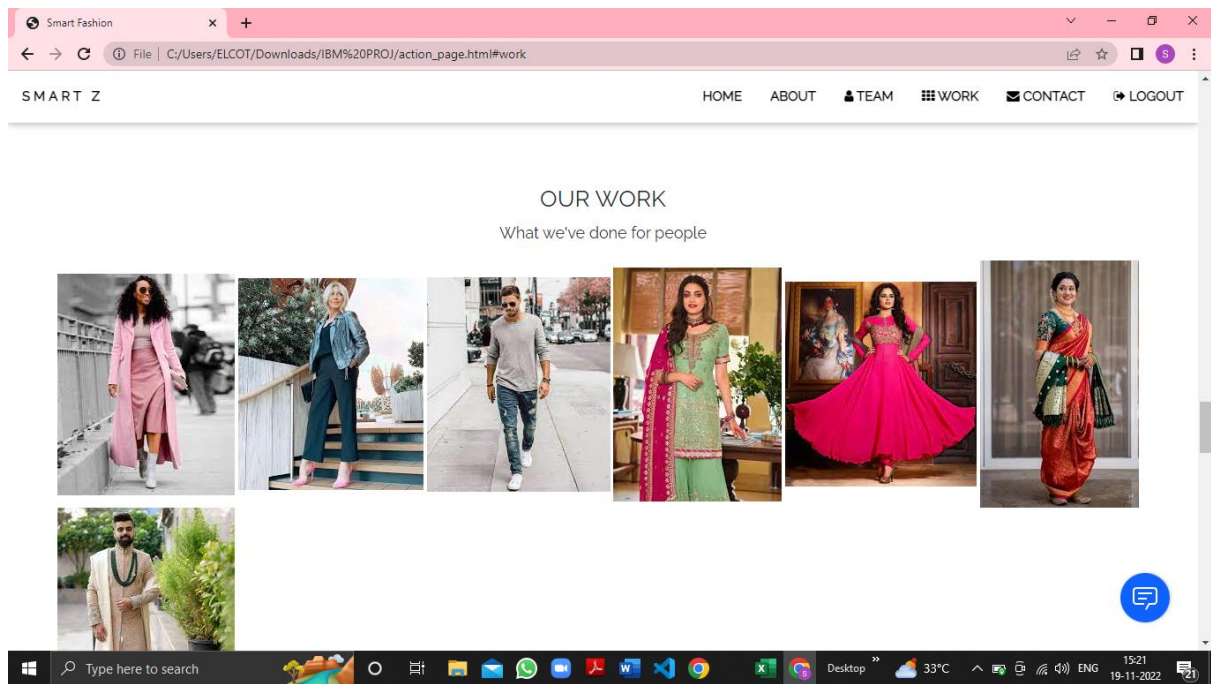 Smart Fashion
File | C:/Users/ELCOT/Downloads/IBM%20PROJ/action_page.html#work
S
SMART Z
HOME ABOUT TEAM WORK CONTACT LOGOUT
OUR WORK
What we've done for people
Type here to search
Desktop
33°C
ENG
15:21
19-11-2022
21